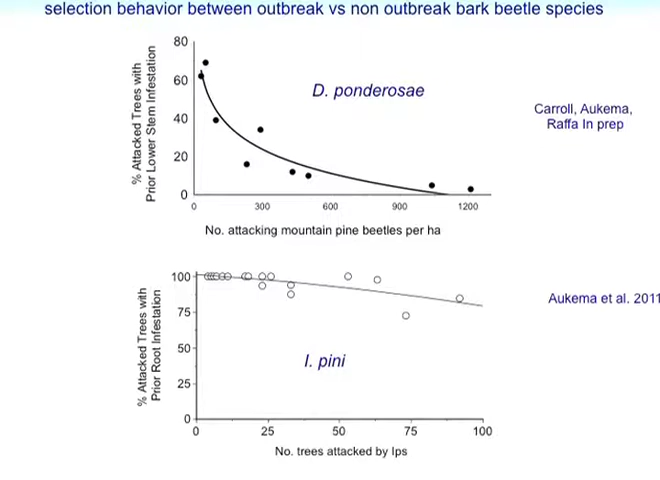 selection behavior between outbreak vs non outbreak bark beetle species
% Attacked Trees with
Prior Lower Stem Infestation
80
60
40
20
0
D. ponderosae
0 300 600 900 1200
No. attacking mountain pine beetles per ha
Carroll, Aukema,
Raffa In prep
% Attacked Trees with
Prior Root Infestation
100
75
50
25
0
I. pini
0 25 50 75 100
No. trees attacked by Ips
Aukema et al. 2011